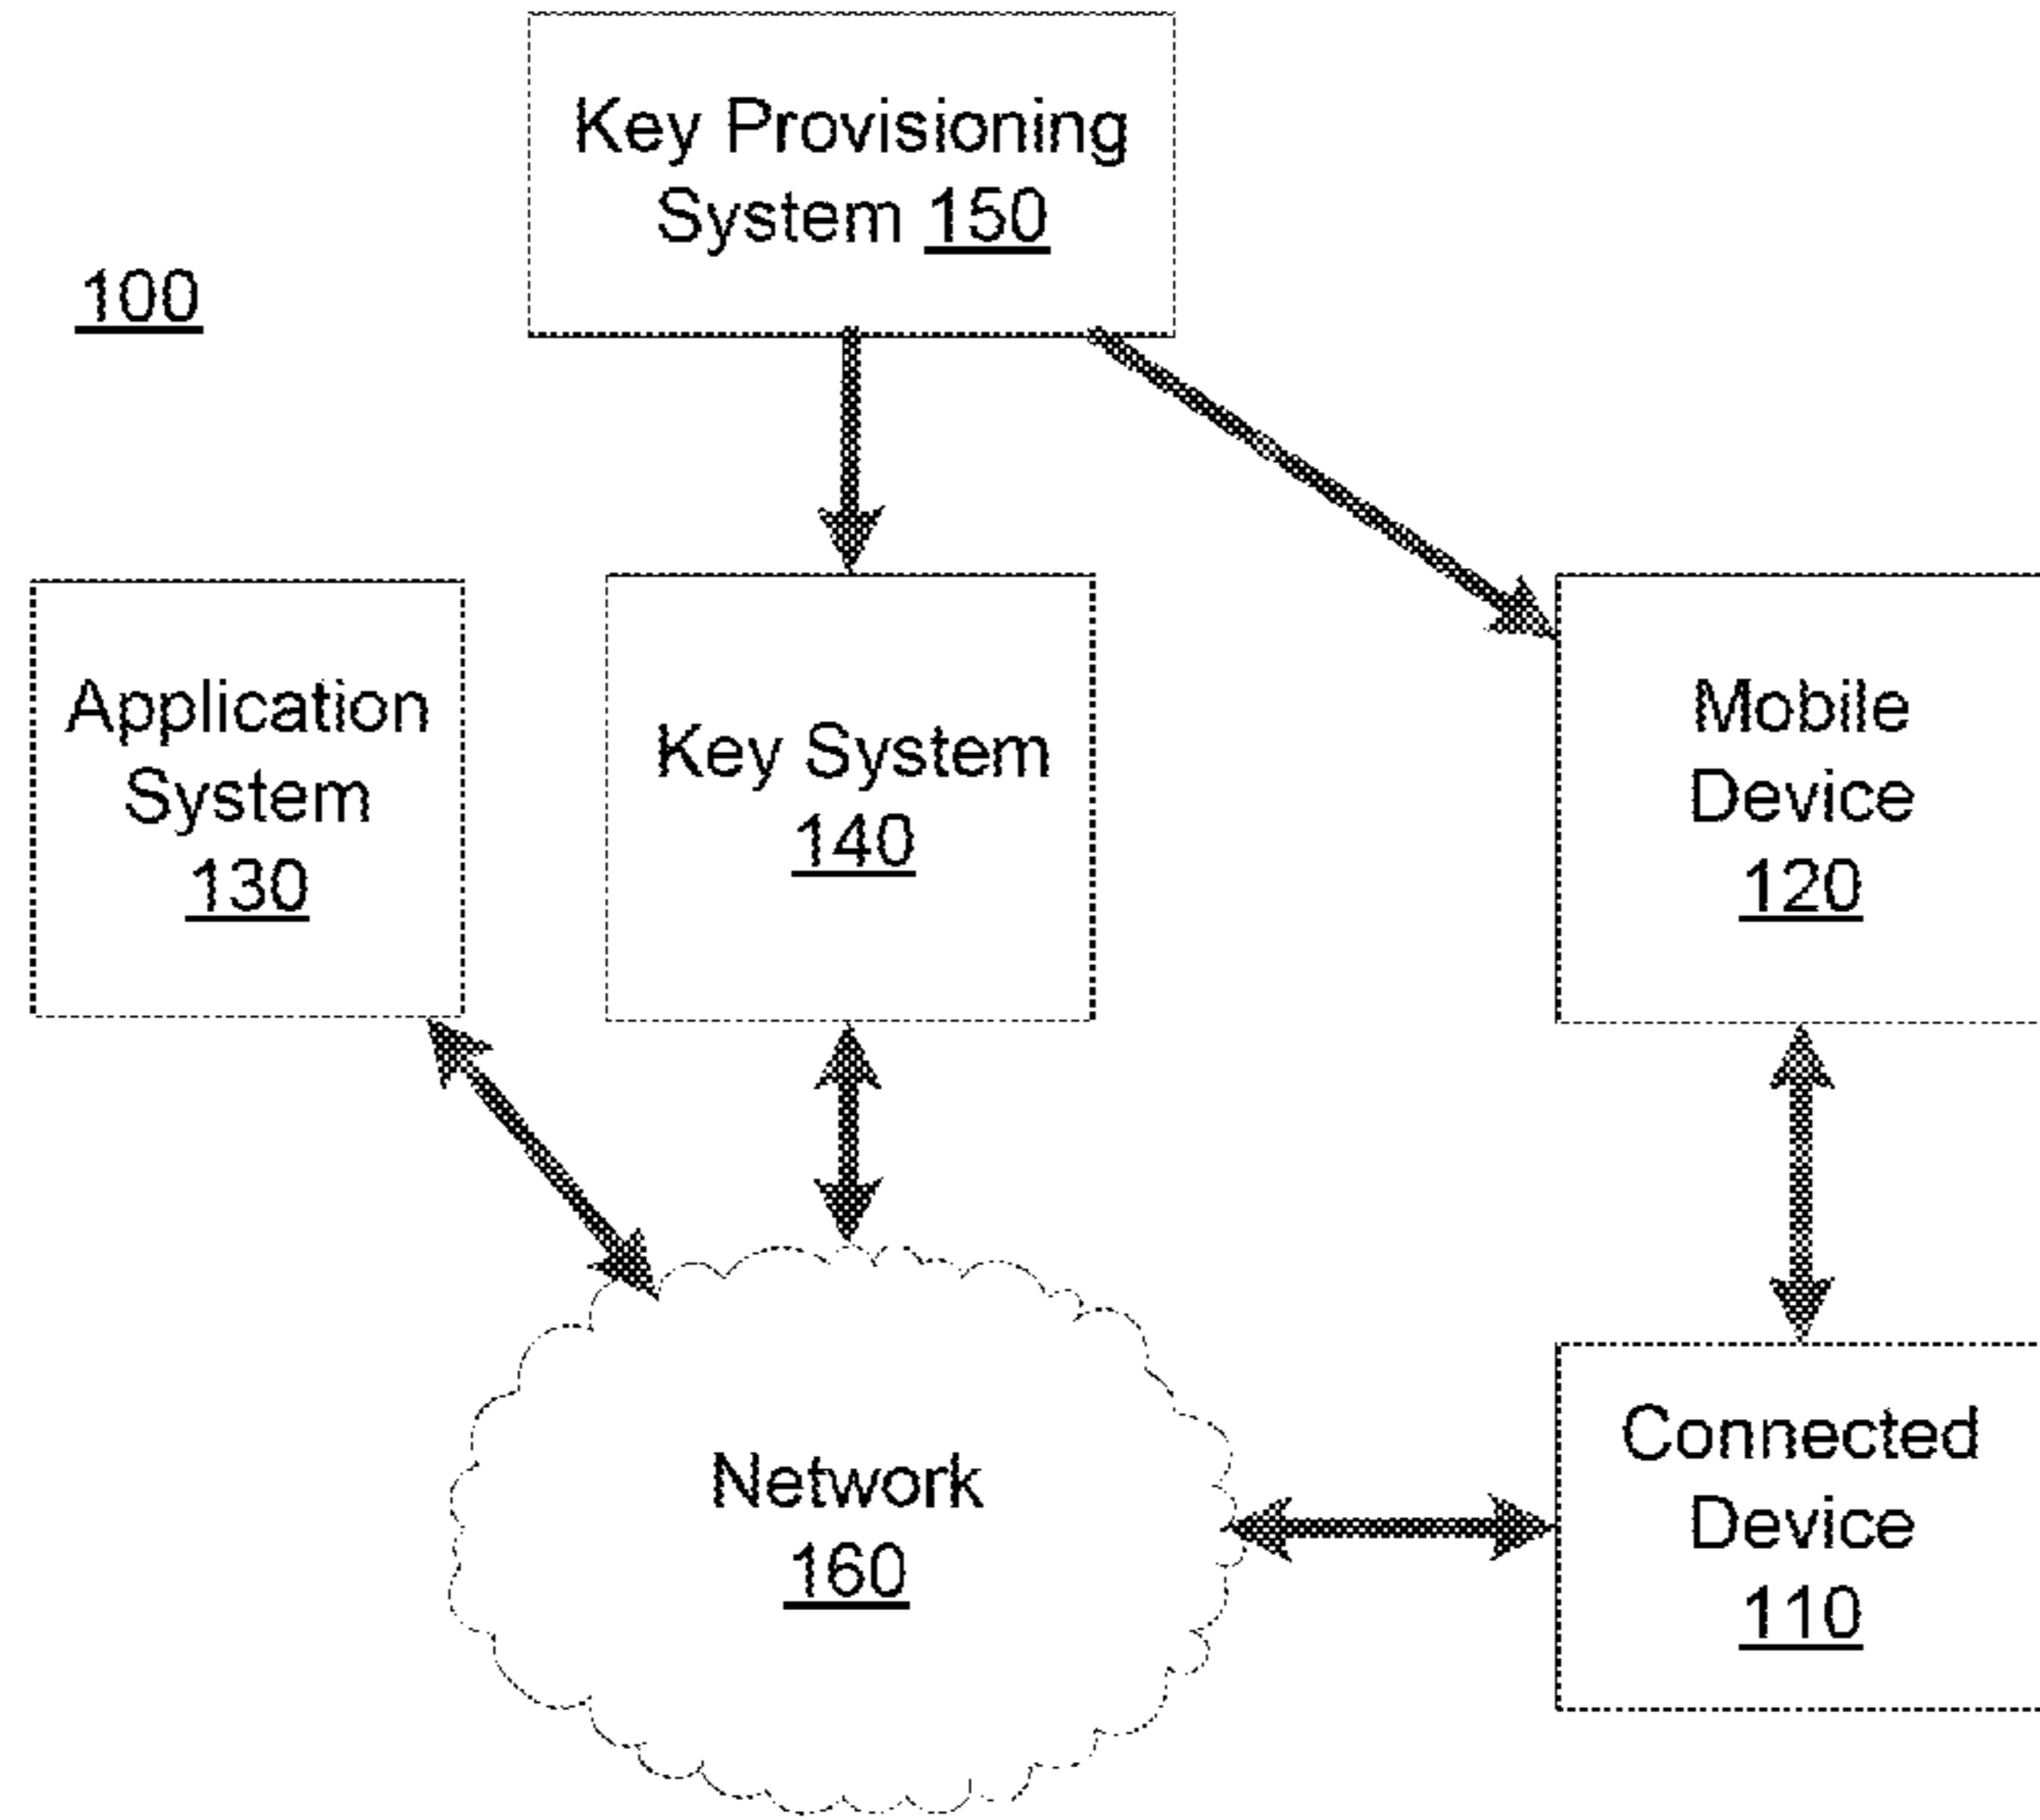 Key Provisioning
System 150
100
Application
System
130
Key System
140
Mobile
Device
120
Network
160
Connected
Device
110